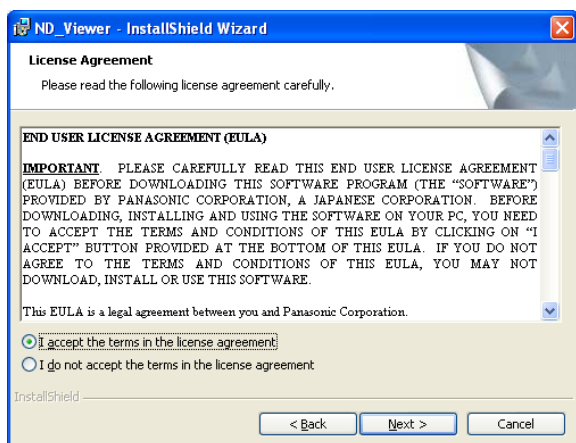 ND_Viewer - InstallShield Wizard
License Agreement
Please read the following license agreement carefully.
END USER LICENSE AGREEMENT (EULA)
IMPORTANT. PLEASE CAREFULLY READ THIS END USER LICENSE AGREEMENT
(EULA) BEFORE DOWNLOADING THIS SOFTWARE PROGRAM (THE “SOFTWARE”)
PROVIDED BY PANASONIC CORPORATION, A JAPANESE CORPORATION. BEFORE
DOWNLOADING, INSTALLING AND USING THE SOFTWARE ON YOUR PC, YOU NEED
TO ACCEPT THE TERMS AND CONDITIONS OF THIS EULA BY CLICKING ON “I
ACCEPT” BUTTON PROVIDED AT THE BOTTOM OF THIS EULA. IF YOU DO NOT
AGREE TO THE TERMS AND CONDITIONS OF THIS EULA, YOU MAY NOT
DOWNLOAD, INSTALL OR USE THIS SOFTWARE.
This EULA is a legal agreement between you and Panasonic Corporation.
I accept the terms in the license agreement
I do not accept the terms in the license agreement
InstallShield
< Back
Next >
Cancel